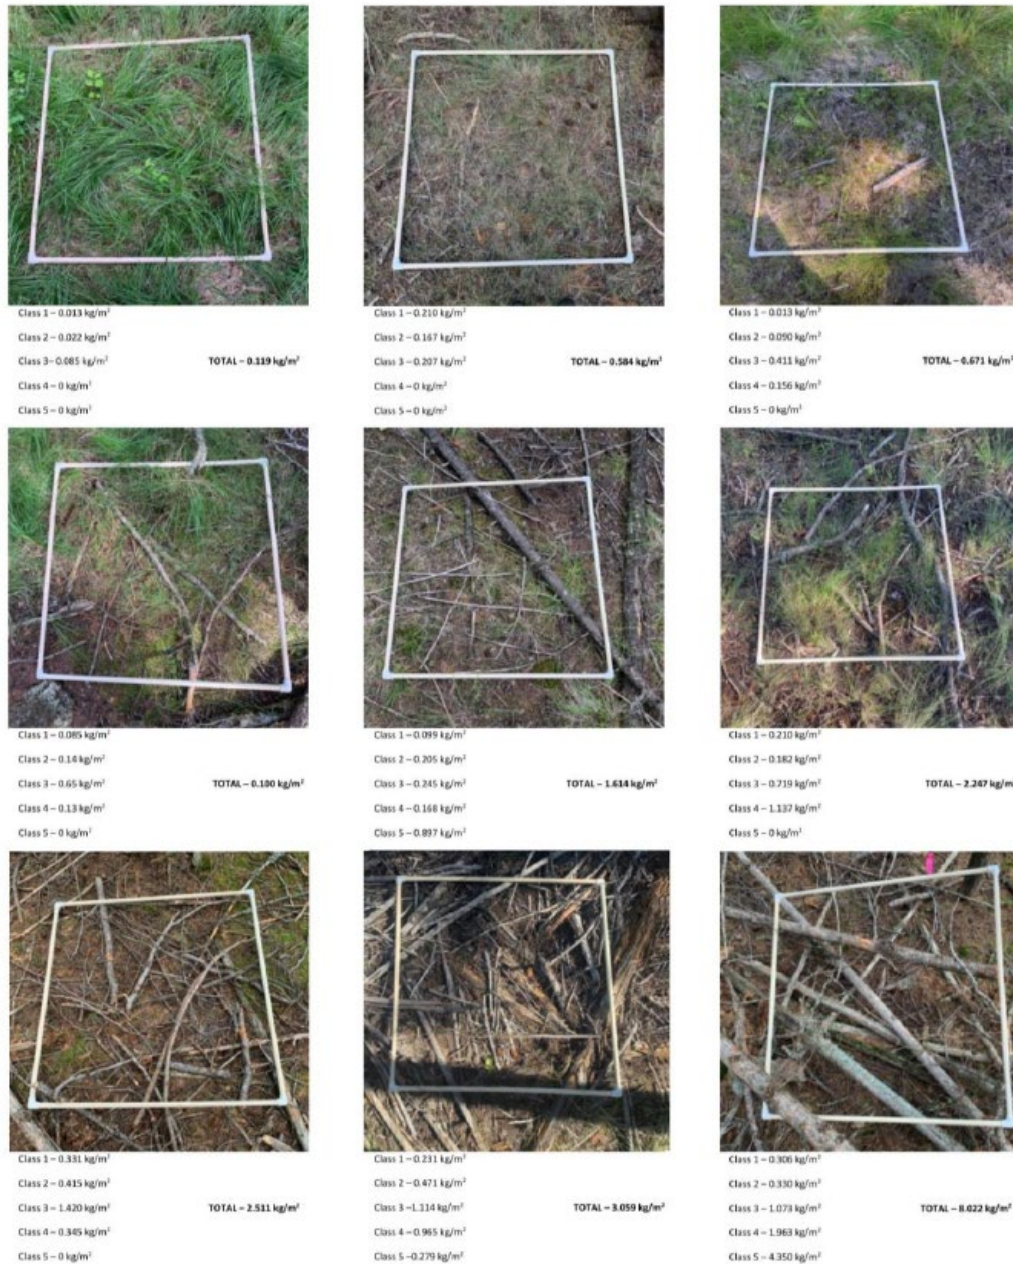 Class 1 – 0.013 kg/m²
Class 2 – 0.022 kg/m²
Class 3– 0.085 kg/m² TOTAL – 0.119 kg/m²
Class 4 – 0 kg/m²
Class 5 – 0 kg/m²
Class 1 – 0.210 kg/m²
Class 2 – 0.167 kg/m²
Class 3 – 0.207 kg/m² TOTAL – 0.584 kg/m²
Class 4 – 0 kg/m²
Class 5 – 0 kg/m²
Class 1 – 0.013 kg/m²
Class 2 – 0.090 kg/m²
Class 3 – 0.411 kg/m² TOTAL – 0.671 kg/m²
Class 4 – 0.156 kg/m²
Class 5 – 0 kg/m²
Class 1 – 0.085 kg/m²
Class 2 – 0.14 kg/m²
Class 3 – 0.65 kg/m² TOTAL – 0.100 kg/m²
Class 4 – 0.13 kg/m²
Class 5 – 0 kg/m²
Class 1 – 0.099 kg/m²
Class 2 – 0.205 kg/m²
Class 3 – 0.245 kg/m² TOTAL – 1.614 kg/m²
Class 4 – 0.168 kg/m²
Class 5 – 0.897 kg/m²
Class 1 – 0.210 kg/m²
Class 2 – 0.182 kg/m²
Class 3 – 0.719 kg/m² TOTAL – 2.247 kg/m
Class 4 – 1.137 kg/m²
Class 5 – 0 kg/m²
Class 1 – 0.331 kg/m²
Class 2 – 0.415 kg/m²
Class 3 – 1.420 kg/m² TOTAL – 2.511 kg/m²
Class 4 – 0.345 kg/m²
Class 5 – 0 kg/m²
Class 1 – 0.231 kg/m²
Class 2 – 0.471 kg/m²
Class 3 –1.114 kg/m² TOTAL – 3.059 kg/m²
Class 4 – 0.965 kg/m²
Class 5 –0.279 kg/m²
Class 1 – 0.306 kg/m²
Class 2 – 0.330 kg/m²
Class 3 – 1.073 kg/m² TOTAL – 8.022 kg/m²
Class 4 – 1.963 kg/m²
Class 5 – 4.350 kg/m²